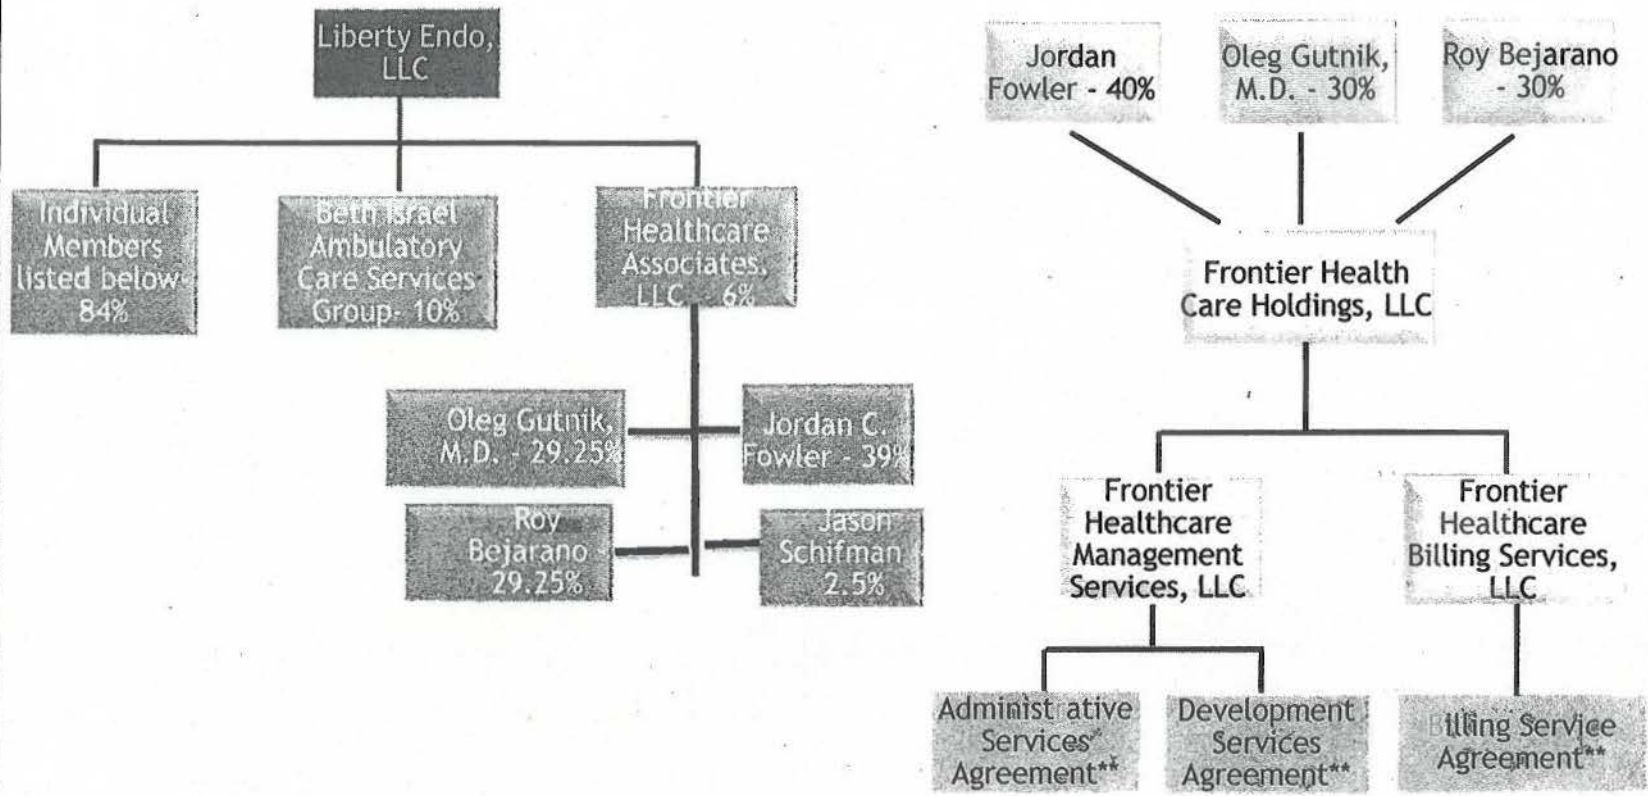 Liberty Endo,
LLC
Individual
Members
listed below-
84%
Beth Israel
Ambulatory
Care Services
Group- 10%
Frontier
Healthcare
Associates,
LLC - 6%
Oleg Gutnik,
M.D. - 29.25%
Jordan C.
Fowler - 39%
Roy
Bejarano -
29.25%
Jason
Schifman
2.5%
Jordan
Fowler - 40%
Oleg Gutnik,
M.D. - 30%
Roy Bejarano
- 30%
Frontier Health
Care Holdings, LLC
Frontier
Healthcare
Management
Services, LLC
Frontier
Healthcare
Billing Services,
LLC
Administrative
Services
Agreement**
Development
Services
Agreement**
Billing Service
Agreement**